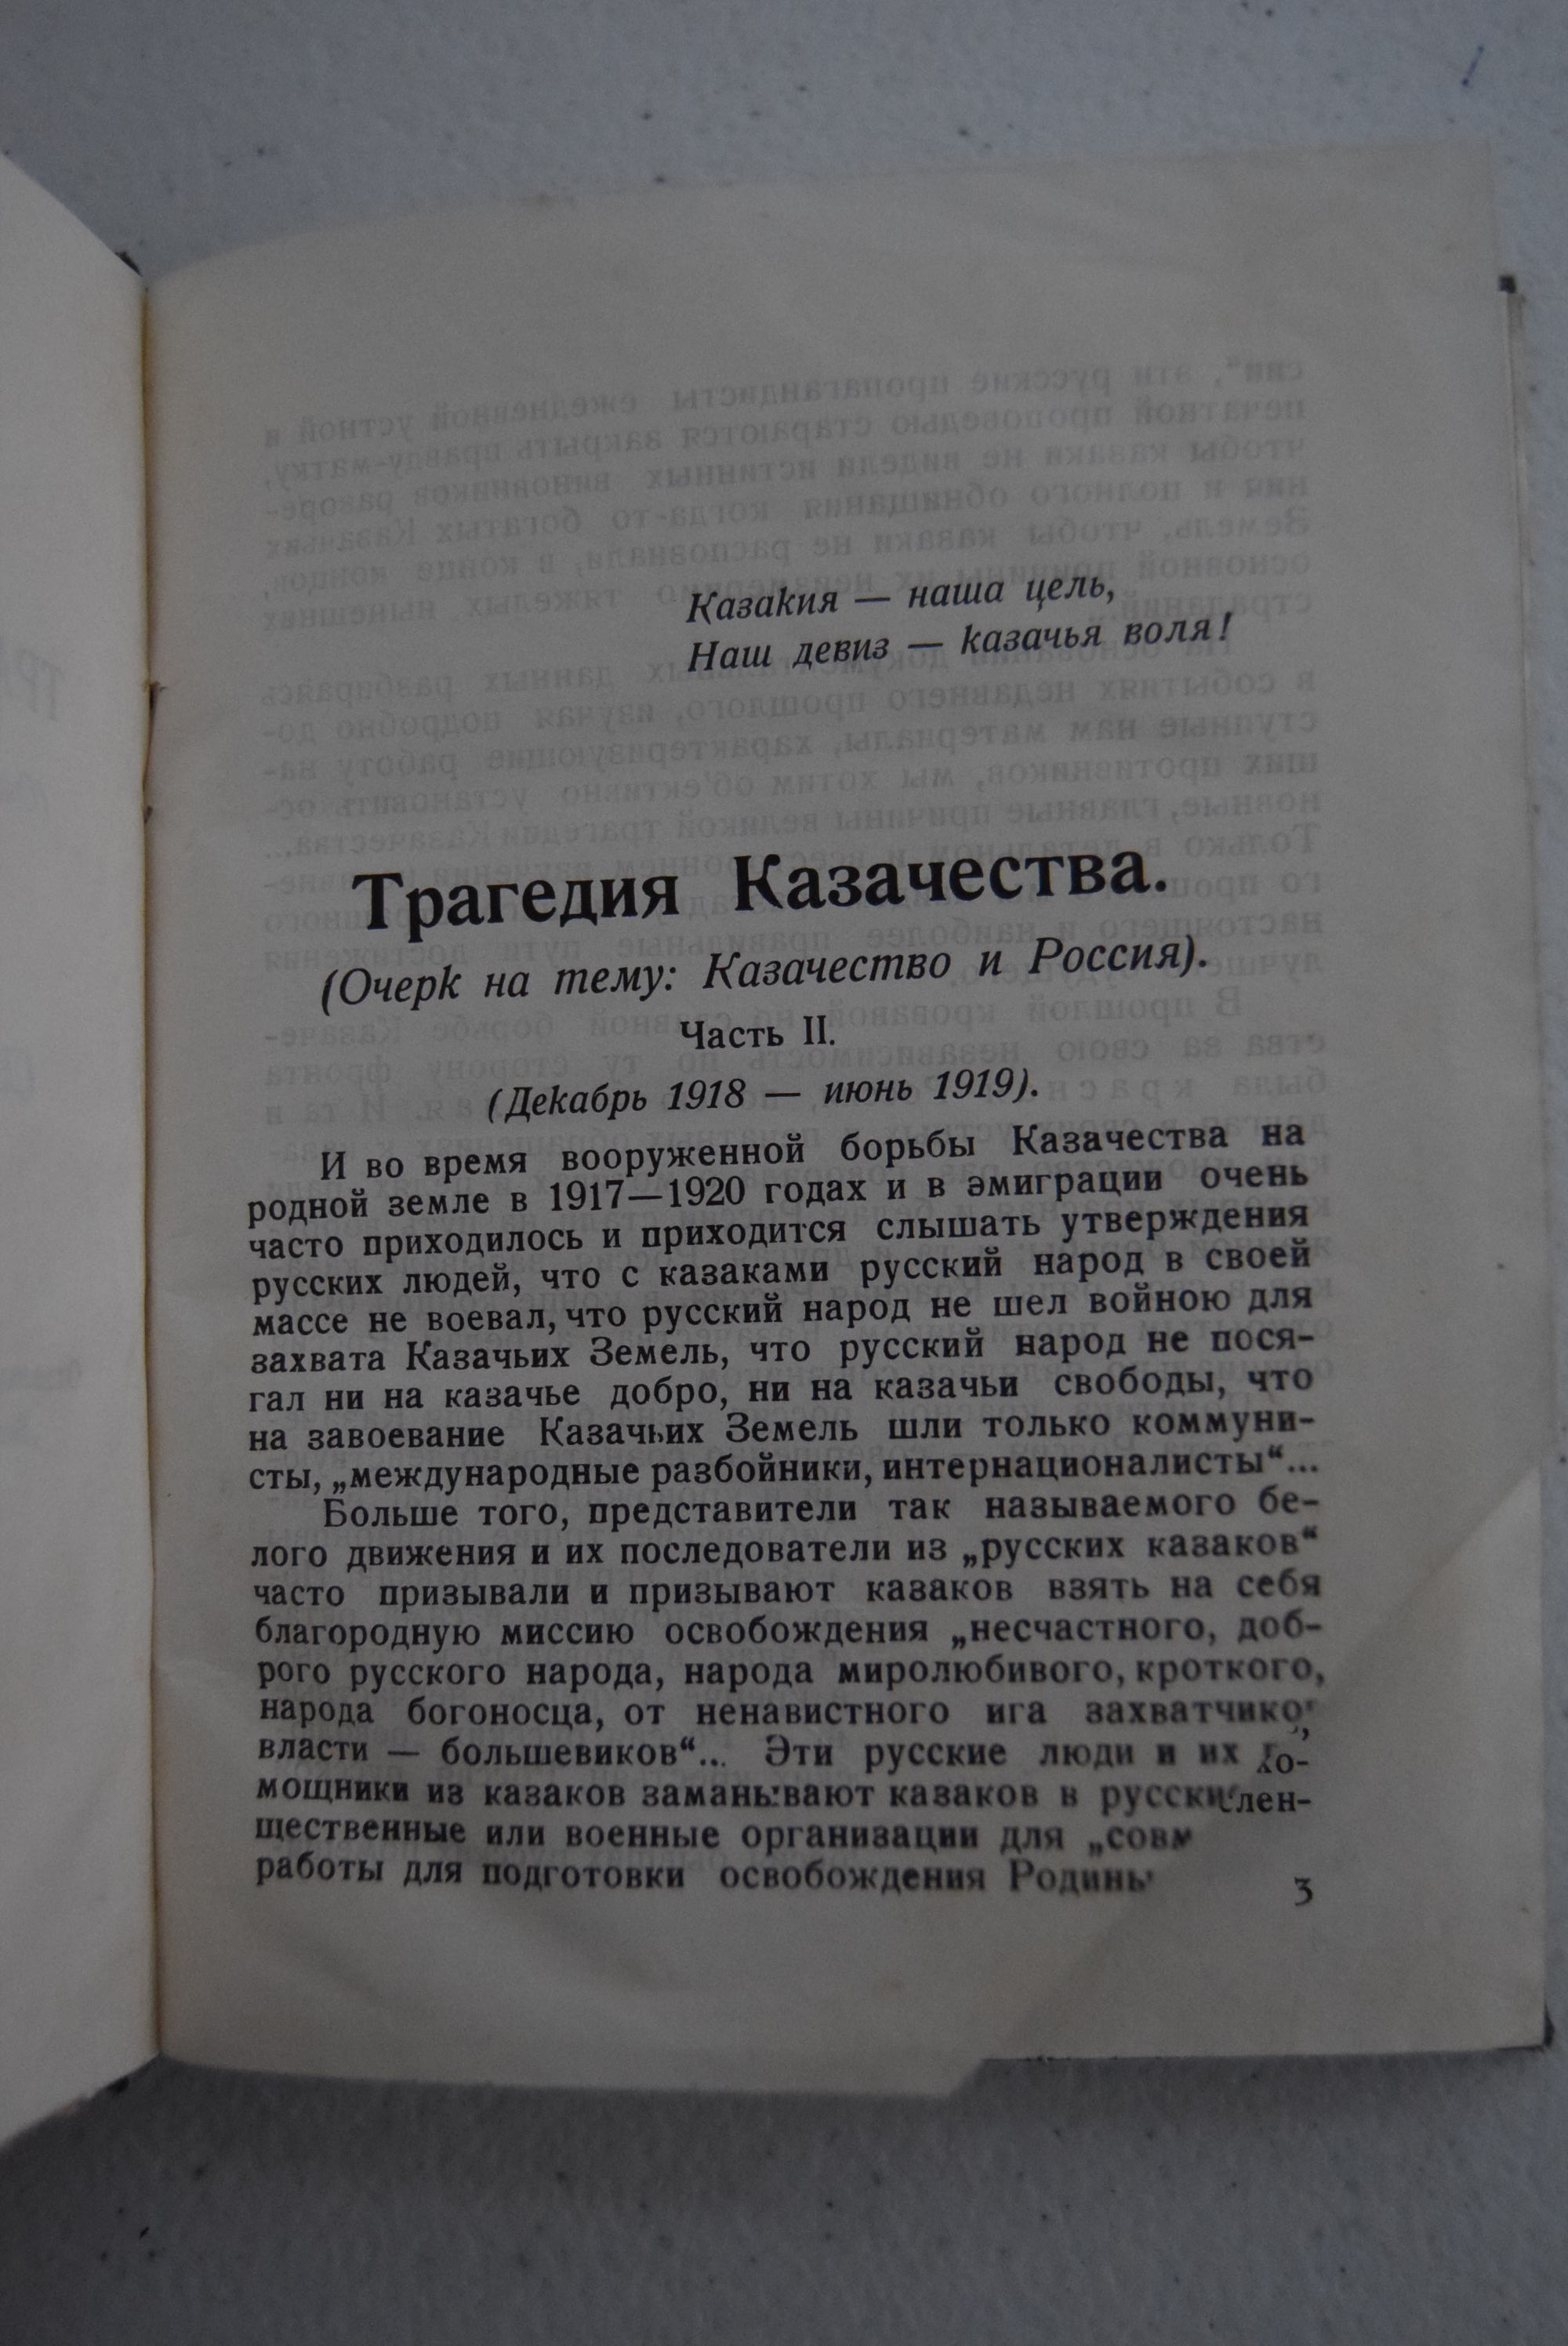 Казакия — наша цель,
Наш девиз — казачья воля!
Трагедия Казачества.
(Очерк на тему: Казачество и Россия).
Часть II.
(Декабрь 1918 — июнь 1919).
И во время вооруженной борьбы Казачества на
родной земле в 1917—1920 годах и в эмиграции очень
часто приходилось и приходится слышать утверждения
русских людей, что с казаками русский народ в своей
массе не воевал, что русский народ не шел войною для
захвата Казачьих Земель, что русский народ не пося-
гал ни на казачье добро, ни на казачьи свободы, что
на завоевание Казачьих Земель шли только коммуни-
сты, „международные разбойники, интернационалисты“...
Больше того, представители так называемого бе-
лого движения и их последователи из „русских казаков“
часто призывали и призывают казаков взять на себя
благородную миссию освобождения „несчастного, доб-
рого русского народа, народа миролюбивого, кроткого,
народа богоносца, от ненавистного ига
власти — большевиков“... Эти русские люди и их
мощники из казаков заманывают казаков в
щественные или военные организации для
работы для подготовки освобождения
3